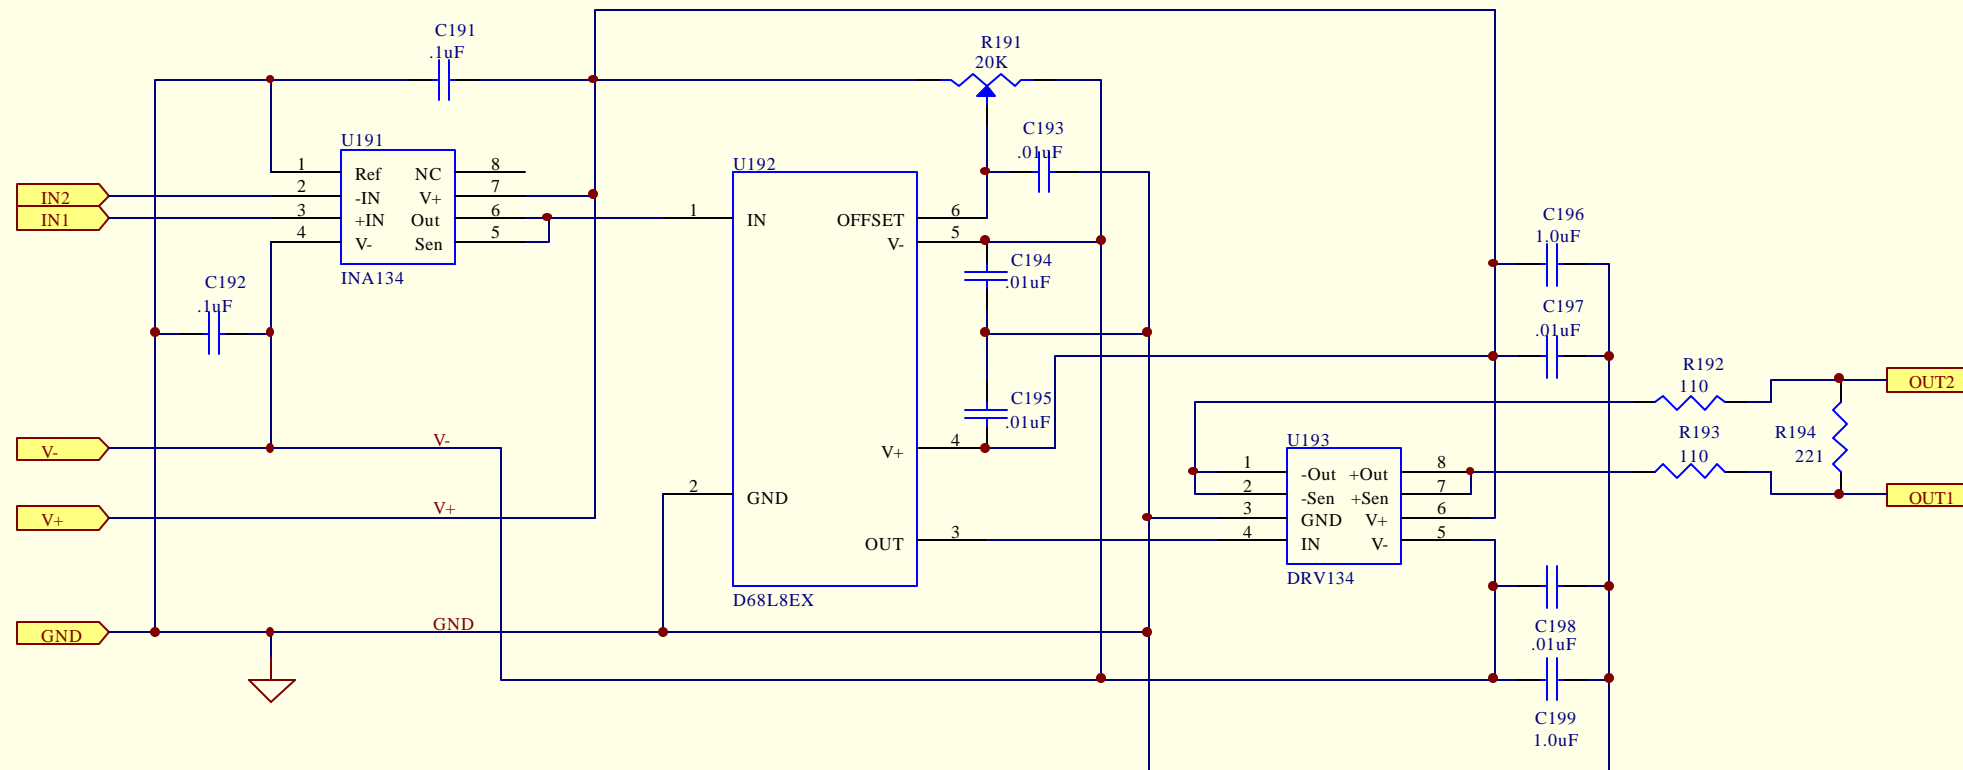 C191
.1uF
R191
20K
C193
.01uF
U191
1 Ref NC 8
2 -IN V+ 7
3 +IN Out 6
4 V- Sen 5
INA134
IN2
IN1
C192
.1uF
U192
1 IN OFFSET 6
V- 5
C194
.01uF
C195
.01uF
V+ 4
2 GND
OUT 3
D68L8EX
C196
1.0uF
C197
.01uF
R192
110
R193
110
R194
221
OUT2
OUT1
U193
1 -Out +Out 8
2 -Sen +Sen 7
3 GND V+ 6
4 IN V- 5
DRV134
C198
.01uF
C199
1.0uF
V- V-
V+ V+
GND GND